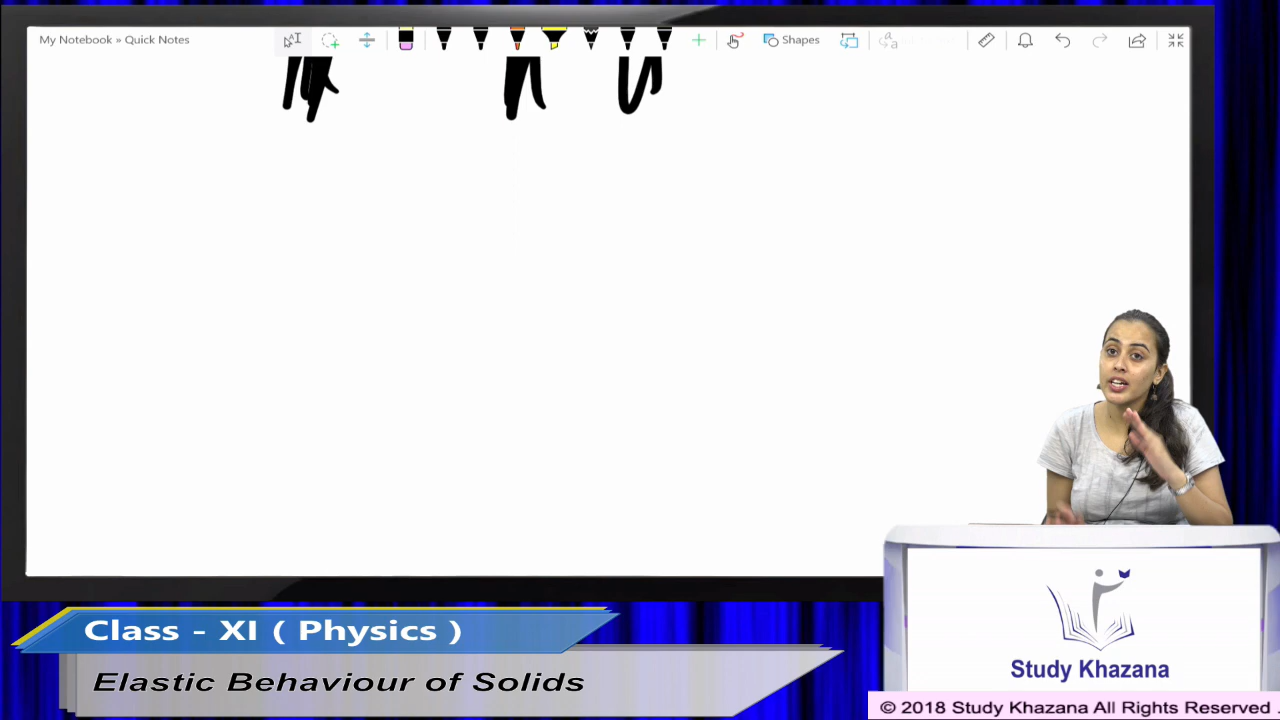 My Notebook » Quick Notes
Shapes
Class - XI ( Physics )
Elastic Behaviour of Solids
Study Khazana
© 2018 Study Khazana All Rights Reserved .